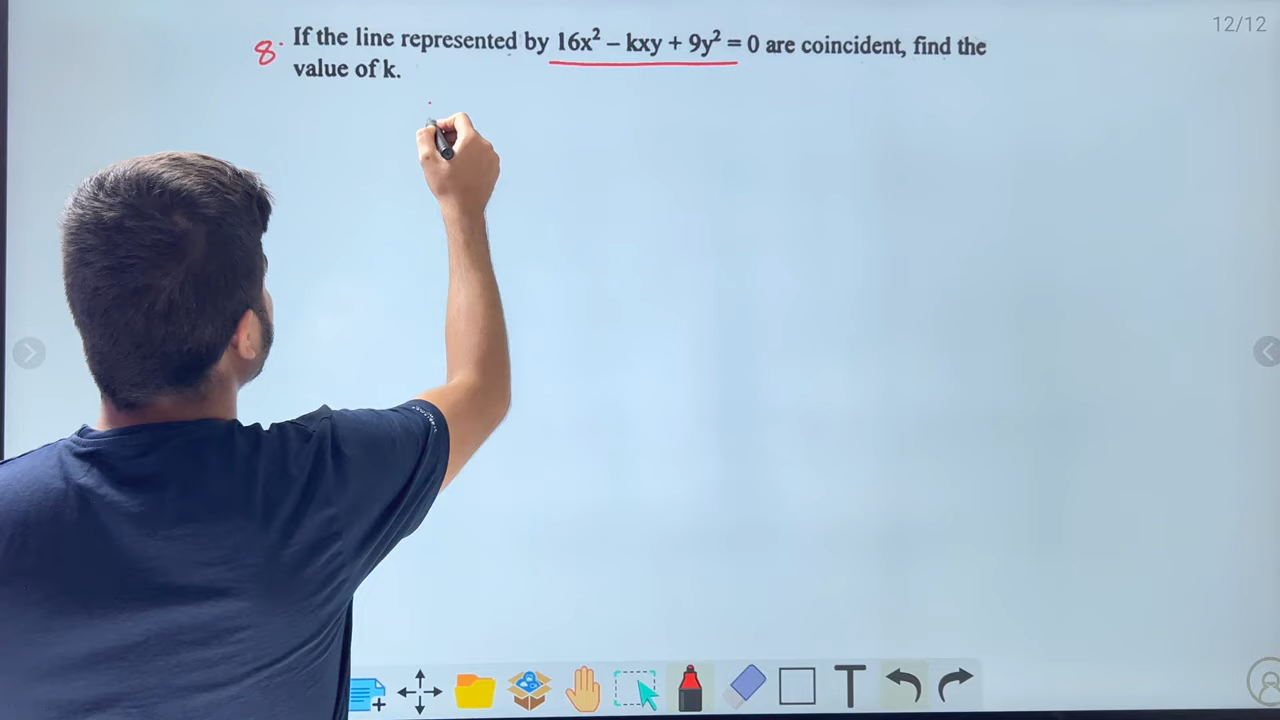 12/12
8. If the line represented by 16x² – kxy + 9y² = 0 are coincident, find the
value of k.
T